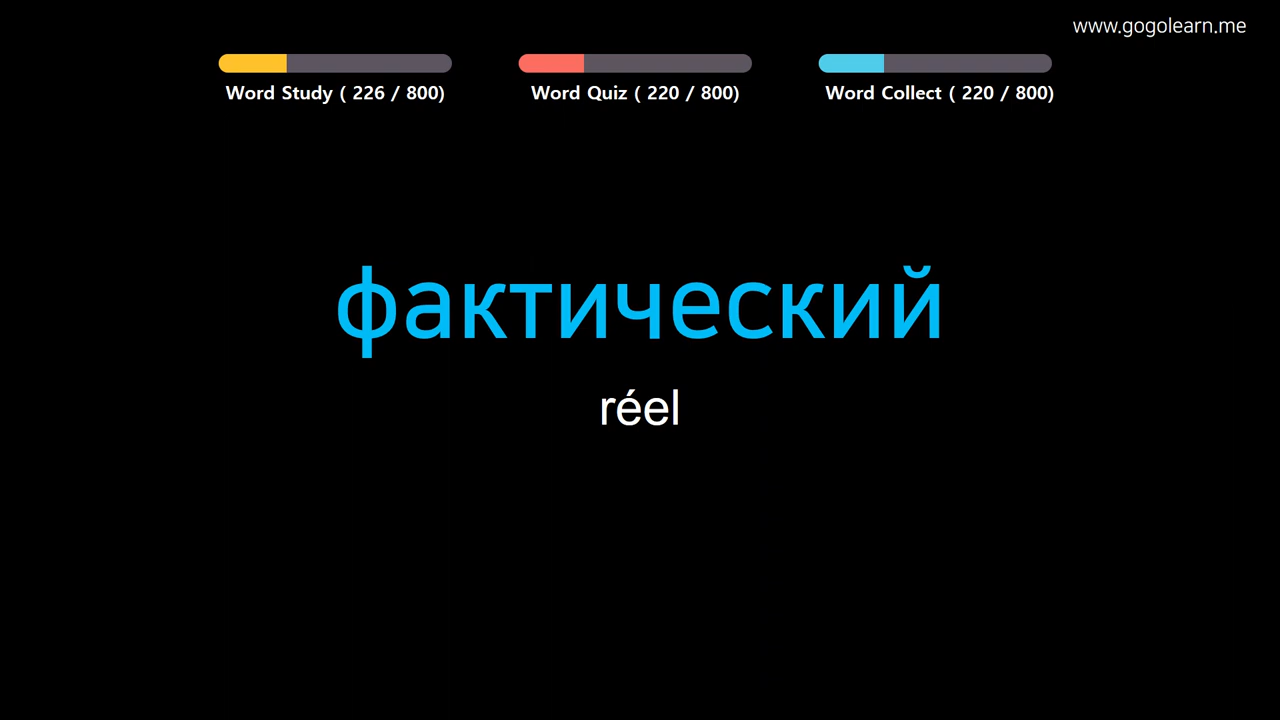 www.gogolearn.me
Word Study ( 226 / 800)
Word Quiz ( 220 / 800)
Word Collect ( 220 / 800)
фактический
réel